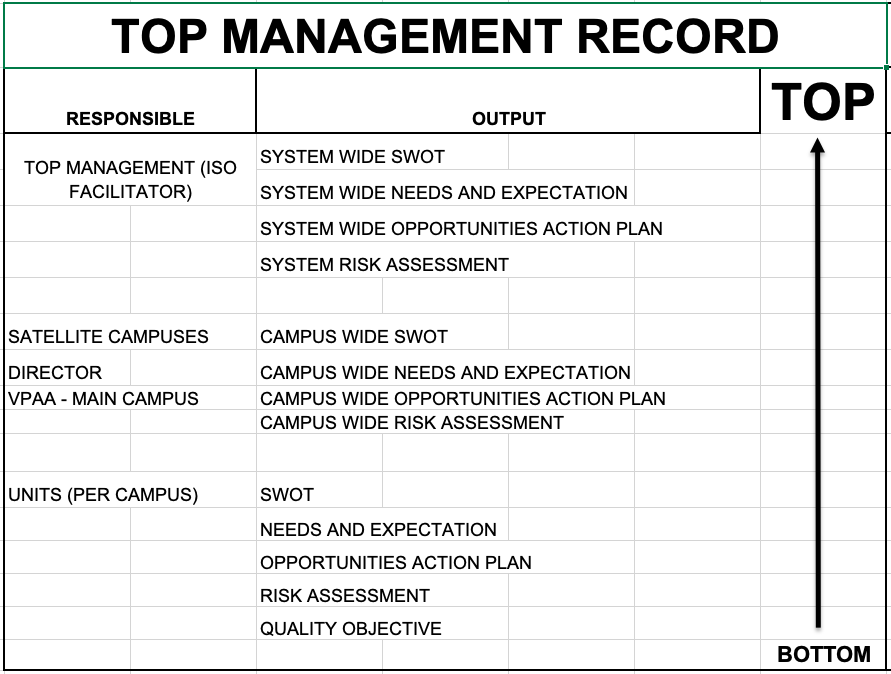 TOP MANAGEMENT RECORD
RESPONSIBLE OUTPUT TOP
TOP MANAGEMENT (ISO
FACILITATOR)
SYSTEM WIDE SWOT
SYSTEM WIDE NEEDS AND EXPECTATION
SYSTEM WIDE OPPORTUNITIES ACTION PLAN
SYSTEM RISK ASSESSMENT
SATELLITE CAMPUSES CAMPUS WIDE SWOT
DIRECTOR CAMPUS WIDE NEEDS AND EXPECTATION
VPAA - MAIN CAMPUS CAMPUS WIDE OPPORTUNITIES ACTION PLAN
CAMPUS WIDE RISK ASSESSMENT
UNITS (PER CAMPUS) SWOT
NEEDS AND EXPECTATION
OPPORTUNITIES ACTION PLAN
RISK ASSESSMENT
QUALITY OBJECTIVE
BOTTOM